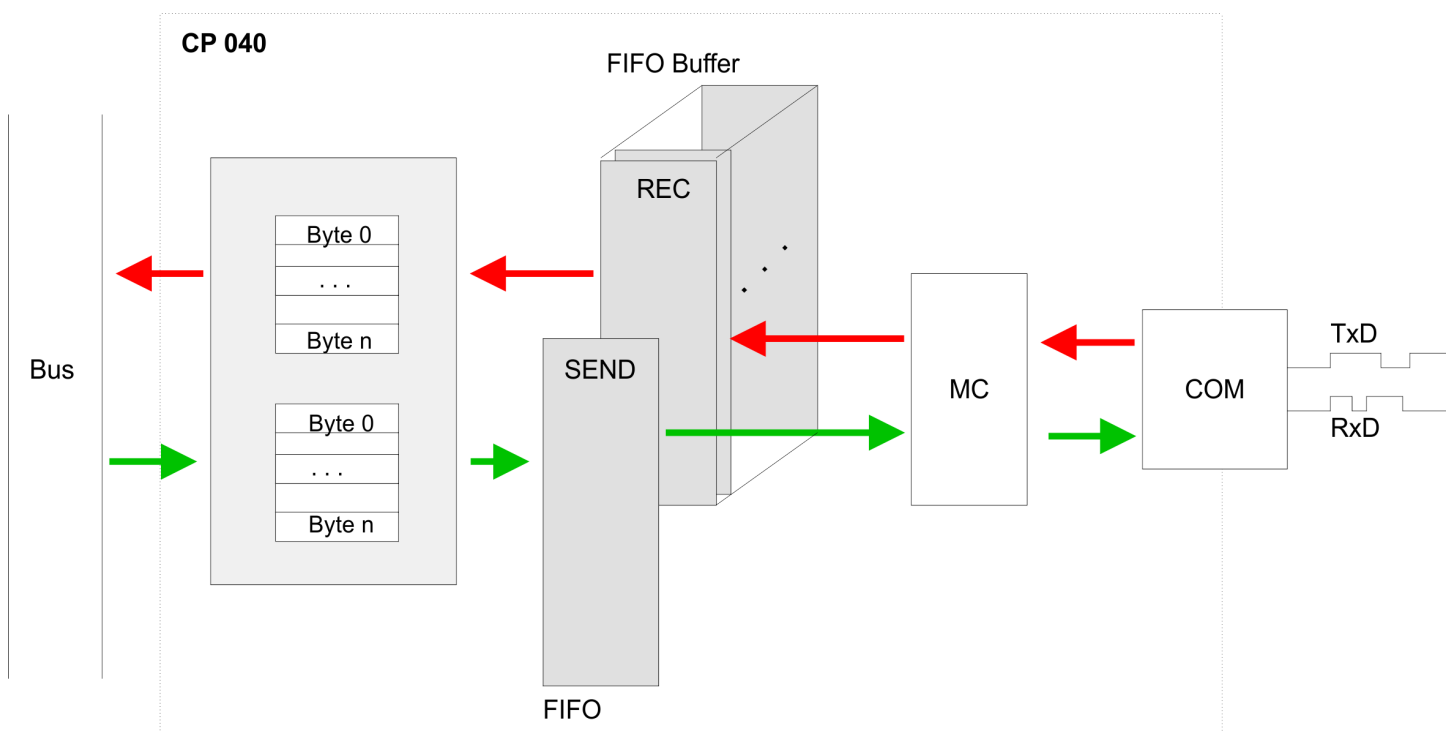 CP 040
FIFO Buffer
REC
Byte 0
. . .
Byte n
Bus
SEND
MC
COM
TxD
RxD
Byte 0
. . .
Byte n
FIFO